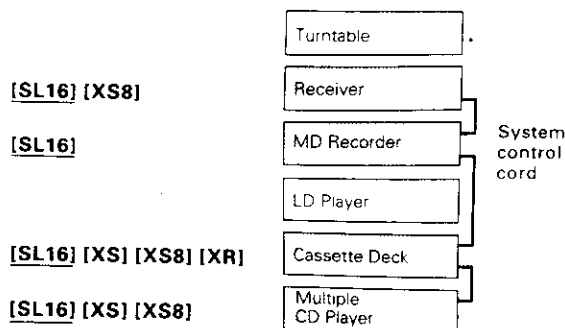 Turntable
[SL16] [XS8] Receiver
[SL16] MD Recorder
System
control
cord
LD Player
[SL16] [XS] [XS8] [XR] Cassette Deck
[SL16] [XS] [XS8] Multiple
CD Player